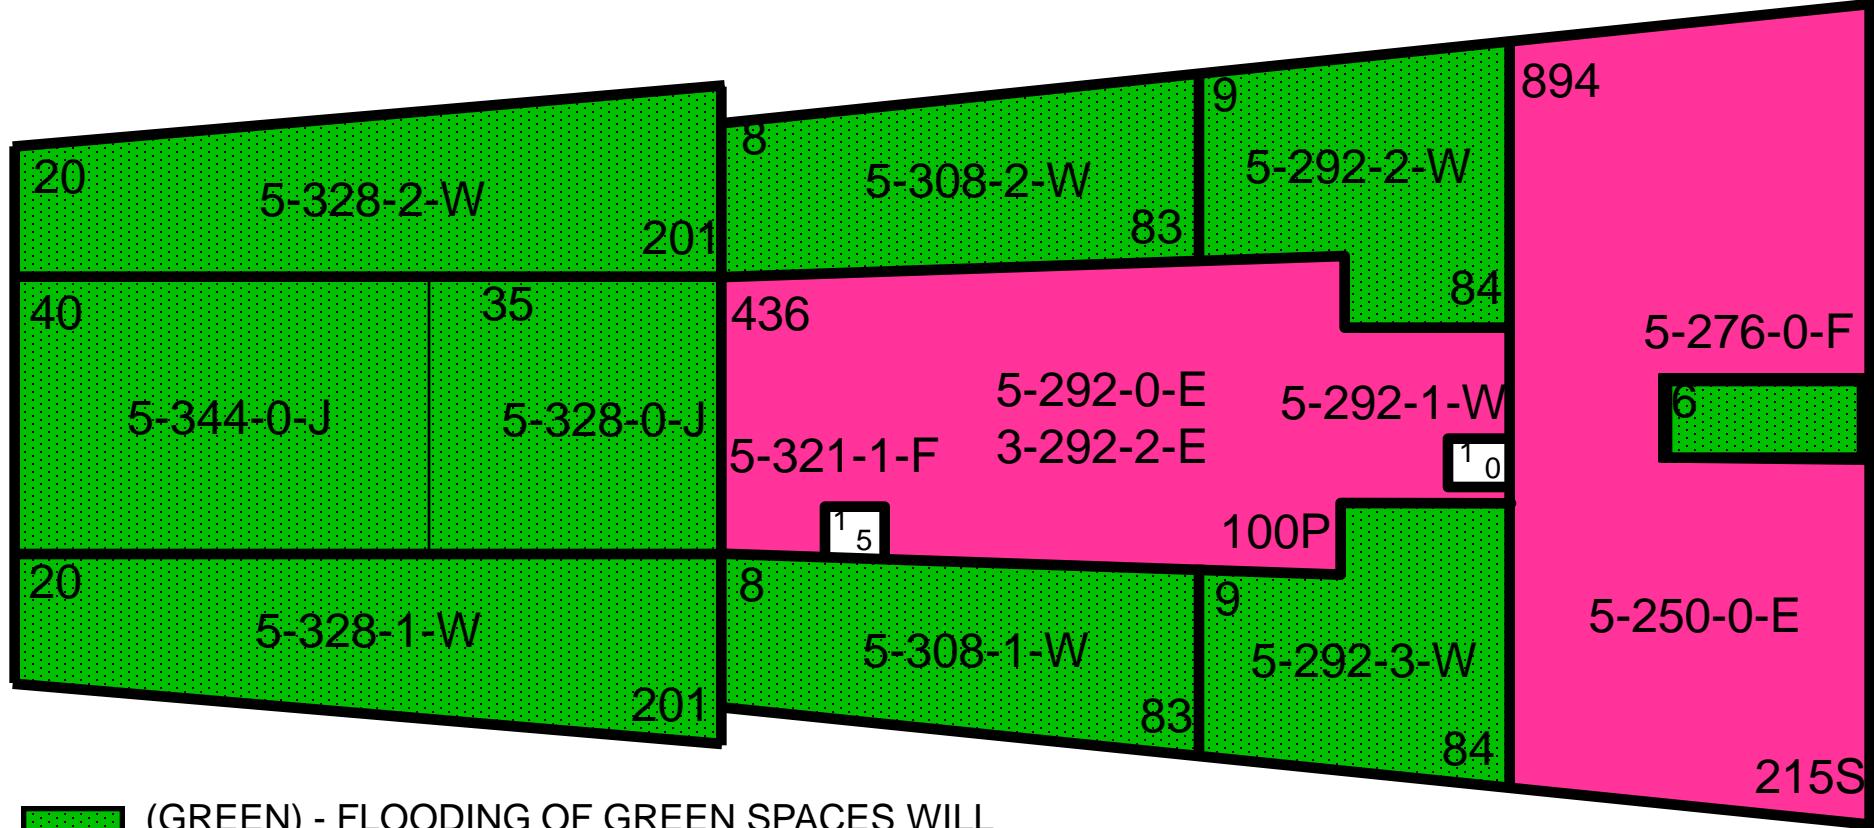 20
5-328-2-W
201
8
5-308-2-W
83
9
5-292-2-W
84
894
5-276-0-F
6
40
5-344-0-J
35
5-328-0-J
436
5-292-0-E
3-292-2-E
5-292-1-W
1 0
5-321-1-F
1 5
100P
5-250-0-E
215S
20
5-328-1-W
201
8
5-308-1-W
83
9
5-292-3-W
84
(GREEN) - FLOODING OF GREEN SPACES WILL